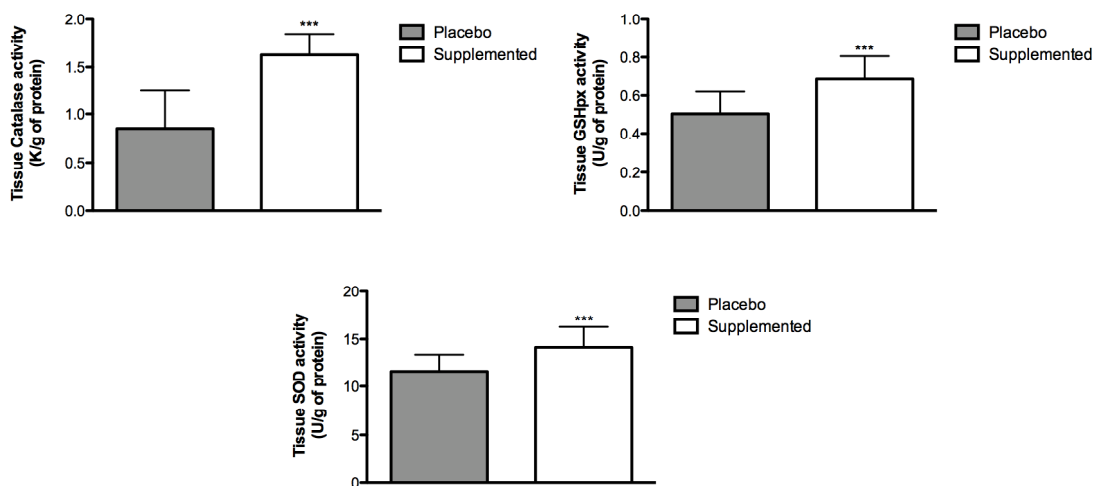 Tissue Catalase activity
(K/g of protein)
2.0
1.5
1.0
0.5
0.0
***
Placebo
Supplemented
Tissue GSHpx activity
(U/g of protein)
1.0
0.8
0.6
0.4
0.2
0.0
***
Placebo
Supplemented
Tissue SOD activity
(U/g of protein)
20
15
10
5
0
***
Placebo
Supplemented